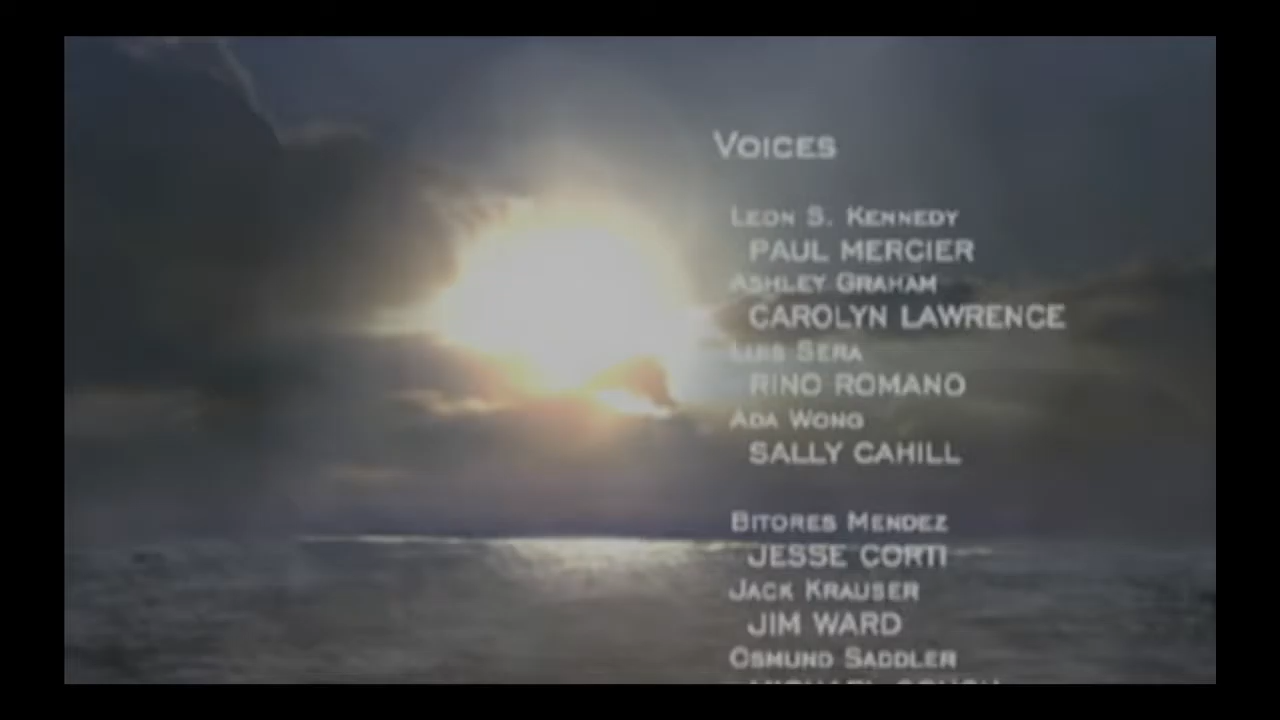 VOICES
LEON S. KENNEDY
PAUL MERCIER
ASHLEY GRAHAM
CAROLYN LAWRENCE
LUIS SERA
RINO ROMANO
ADA WONG
SALLY CAHILL
BITORES MENDEZ
JESSE CORTI
JACK KRAUSER
JIM WARD
OSMUND SADDLER